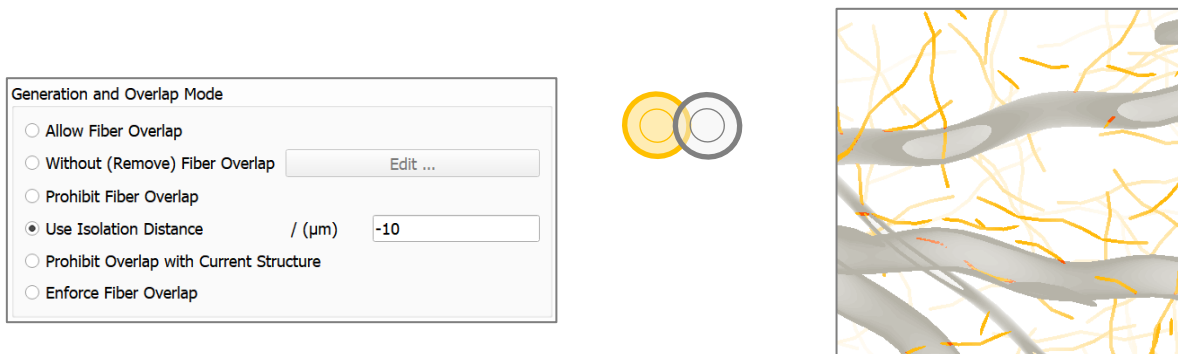 Generation and Overlap Mode
Allow Fiber Overlap
Without (Remove) Fiber Overlap Edit ...
Prohibit Fiber Overlap
Use Isolation Distance / (µm) -10
Prohibit Overlap with Current Structure
Enforce Fiber Overlap